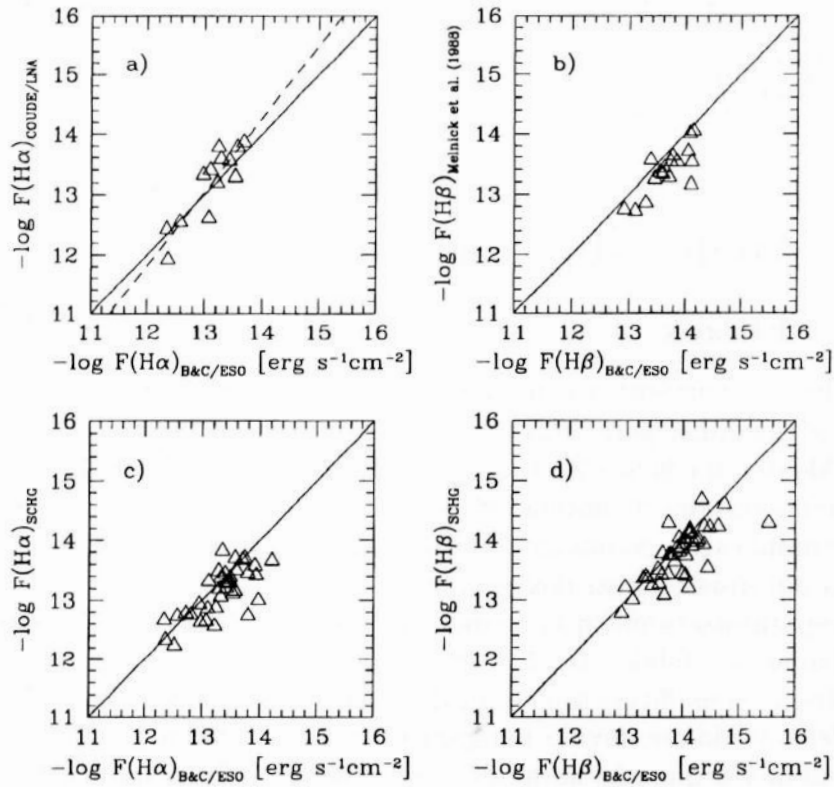 a)
−log F(Hα)COUDE/LNA
16
15
14
13
12
11
11 12 13 14 15 16
−log F(Hα)B&C/ESO [erg s⁻¹cm⁻²]
b)
−log F(Hβ)Melnick et al. (1988)
16
15
14
13
12
11
11 12 13 14 15 16
−log F(Hβ)B&C/ESO [erg s⁻¹cm⁻²]
c)
−log F(Hα)SCHG
16
15
14
13
12
11
11 12 13 14 15 16
−log F(Hα)B&C/ESO [erg s⁻¹cm⁻²]
d)
−log F(Hβ)SCHG
16
15
14
13
12
11
11 12 13 14 15 16
−log F(Hβ)B&C/ESO [erg s⁻¹cm⁻²]